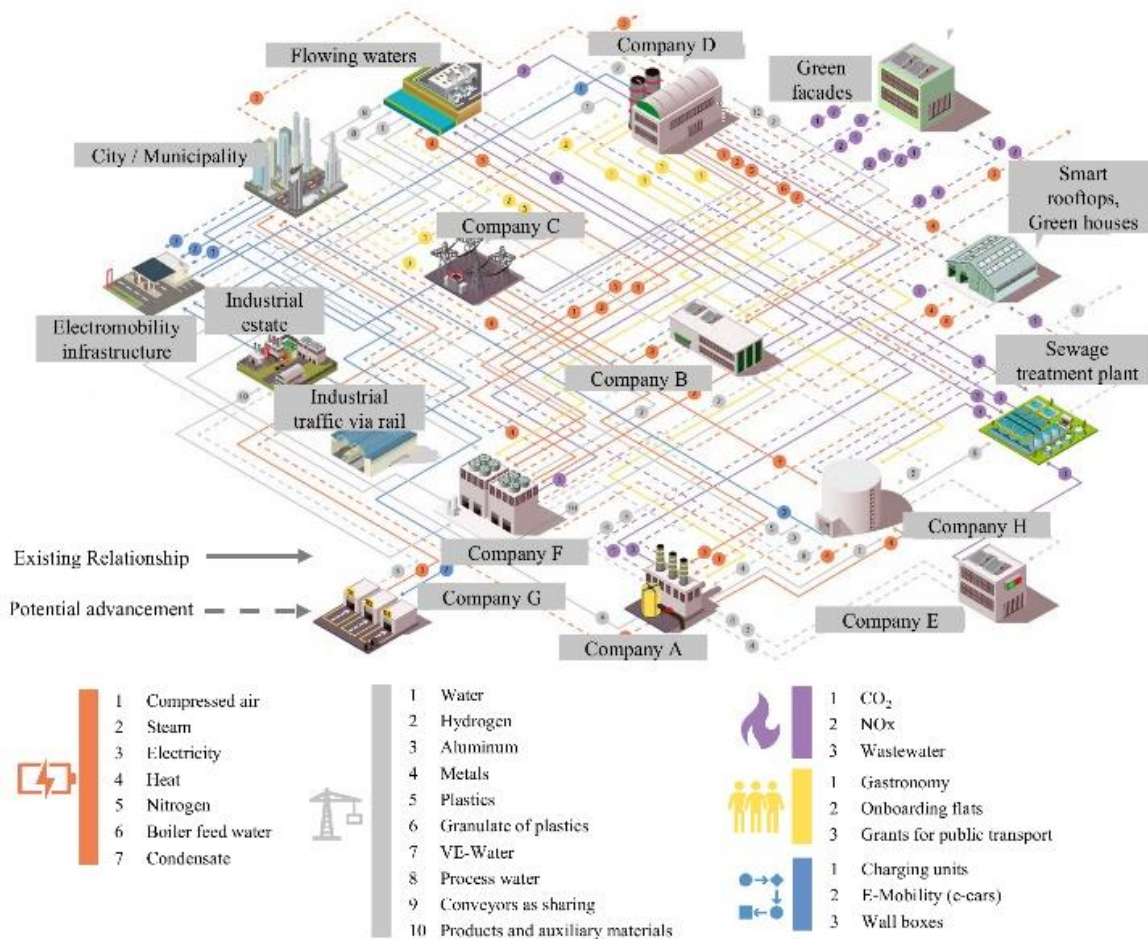 Flowing waters
Company D
Green
facades
City / Municipality
Smart
rooftops,
Green houses
Company C
Industrial
estate
Electromobility
infrastructure
Company B
Sewage
treatment plant
Industrial
traffic via rail
Company H
Existing Relationship
Company F
Company G
Potential advancement
Company E
Company A
1 Compressed air
2 Steam
3 Electricity
4 Heat
5 Nitrogen
6 Boiler feed water
7 Condensate
1 Water
2 Hydrogen
3 Aluminum
4 Metals
5 Plastics
6 Granulate of plastics
7 VE-Water
8 Process water
9 Conveyors as sharing
10 Products and auxiliary materials
1 CO₂
2 NOx
3 Wastewater
1 Gastronomy
2 Onboarding flats
3 Grants for public transport
1 Charging units
2 E-Mobility (e-cars)
3 Wall boxes